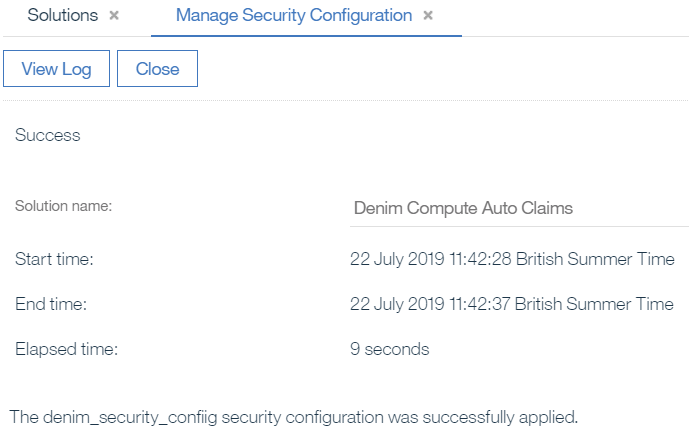 Solutions ×
Manage Security Configuration ×
View Log
Close
Success
Solution name: Denim Compute Auto Claims
Start time: 22 July 2019 11:42:28 British Summer Time
End time: 22 July 2019 11:42:37 British Summer Time
Elapsed time: 9 seconds
The denim_security_confiig security configuration was successfully applied.